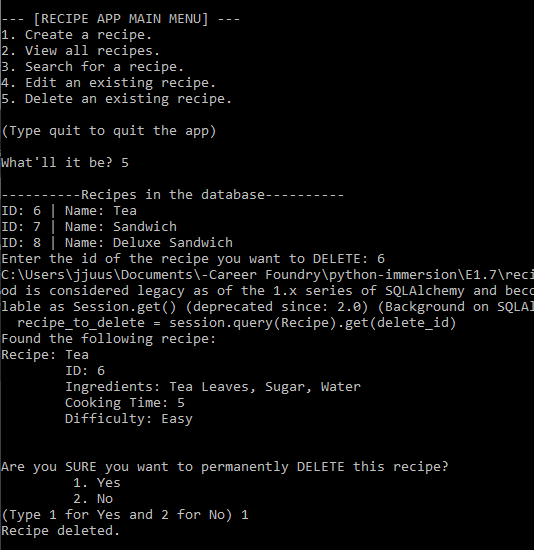 --- [RECIPE APP MAIN MENU] ---
1. Create a recipe.
2. View all recipes.
3. Search for a recipe.
4. Edit an existing recipe.
5. Delete an existing recipe.
(Type quit to quit the app)
What'll it be? 5
----------Recipes in the database----------
ID: 6 | Name: Tea
ID: 7 | Name: Sandwich
ID: 8 | Name: Deluxe Sandwich
Enter the id of the recipe you want to DELETE: 6
C:\Users\jjuus\Documents\-Career Foundry\python-immersion\E1.7\reci
od is considered legacy as of the 1.x series of SQLAlchemy and beco
lable as Session.get() (deprecated since: 2.0) (Background on SQLAl
recipe_to_delete = session.query(Recipe).get(delete_id)
Found the following recipe:
Recipe: Tea
ID: 6
Ingredients: Tea Leaves, Sugar, Water
Cooking Time: 5
Difficulty: Easy
Are you SURE you want to permanently DELETE this recipe?
1. Yes
2. No
(Type 1 for Yes and 2 for No) 1
Recipe deleted.